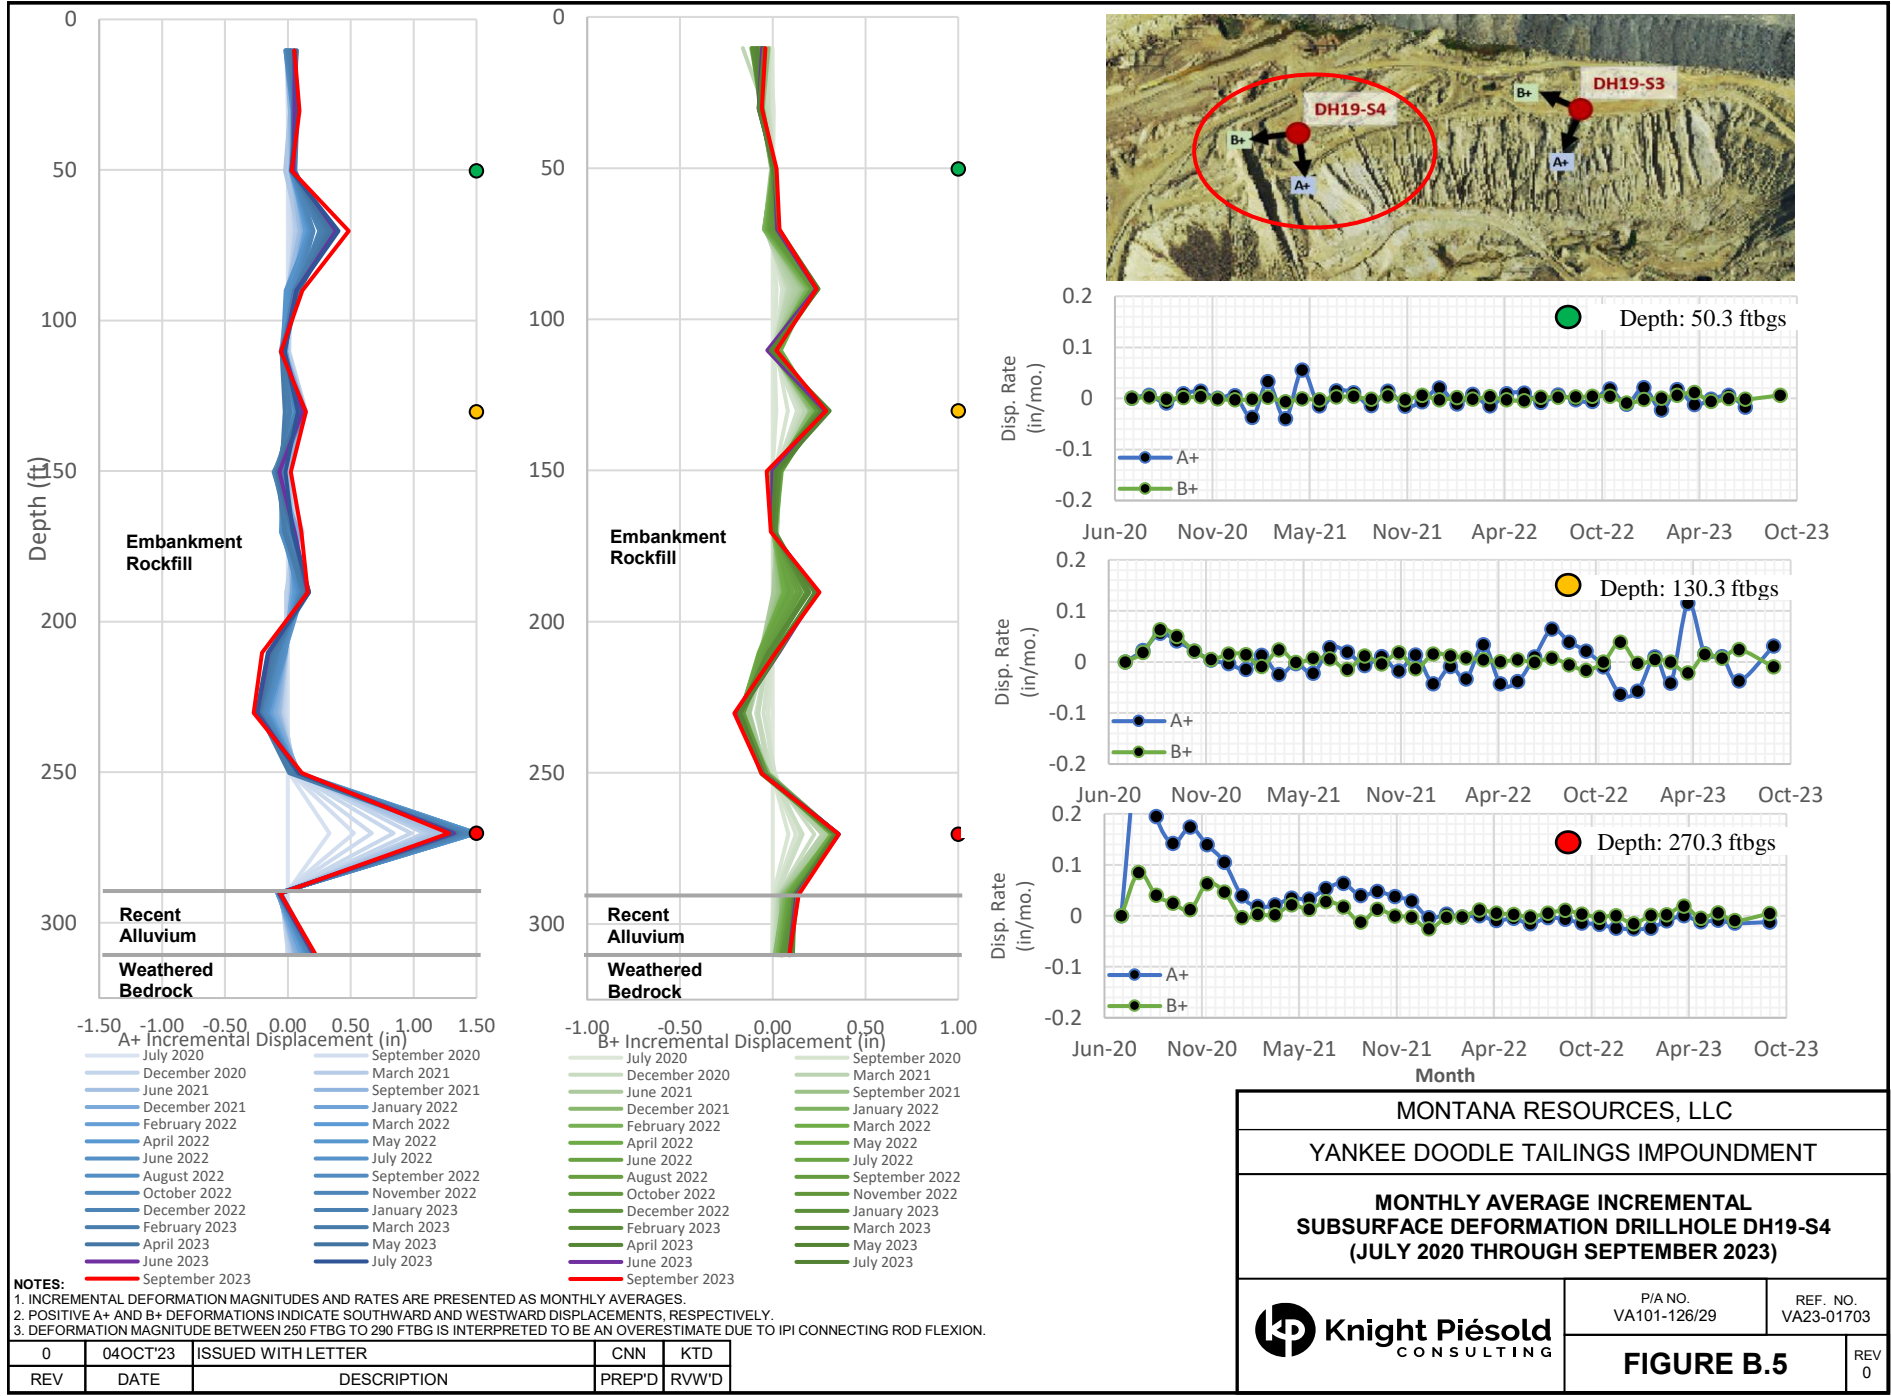 0
50
100
150
200
250
300
Depth (ft)
Embankment
Rockfill
Recent
Alluvium
Weathered
Bedrock
-1.50 -1.00 -0.50 0.00 0.50 1.00 1.50
A+ Incremental Displacement (in)
July 2020 September 2020
December 2020 March 2021
June 2021 September 2021
December 2021 January 2022
February 2022 March 2022
April 2022 May 2022
June 2022 July 2022
August 2022 September 2022
October 2022 November 2022
December 2022 January 2023
February 2023 March 2023
April 2023 May 2023
June 2023 July 2023
September 2023
0
50
100
150
200
250
300
Embankment
Rockfill
Recent
Alluvium
Weathered
Bedrock
-1.00 -0.50 0.00 0.50 1.00
B+ Incremental Displacement (in)
July 2020 September 2020
December 2020 March 2021
June 2021 September 2021
December 2021 January 2022
February 2022 March 2022
April 2022 May 2022
June 2022 July 2022
August 2022 September 2022
October 2022 November 2022
December 2022 January 2023
February 2023 March 2023
April 2023 May 2023
June 2023 July 2023
September 2023
DH19-S4
B+
A+
DH19-S3
B+
A+
0.2
0.1
0
-0.1
-0.2
Disp. Rate
(in/mo.)
Depth: 50.3 ftbgs
A+
B+
Jun-20 Nov-20 May-21 Nov-21 Apr-22 Oct-22 Apr-23 Oct-23
0.2
0.1
0
-0.1
-0.2
Disp. Rate
(in/mo.)
Depth: 130.3 ftbgs
A+
B+
Jun-20 Nov-20 May-21 Nov-21 Apr-22 Oct-22 Apr-23 Oct-23
0.2
0.1
0
-0.1
-0.2
Disp. Rate
(in/mo.)
Depth: 270.3 ftbgs
A+
B+
Jun-20 Nov-20 May-21 Nov-21 Apr-22 Oct-22 Apr-23 Oct-23
Month
NOTES:
1. INCREMENTAL DEFORMATION MAGNITUDES AND RATES ARE PRESENTED AS MONTHLY AVERAGES.
2. POSITIVE A+ AND B+ DEFORMATIONS INDICATE SOUTHWARD AND WESTWARD DISPLACEMENTS, RESPECTIVELY.
3. DEFORMATION MAGNITUDE BETWEEN 250 FTBG TO 290 FTBG IS INTERPRETED TO BE AN OVERESTIMATE DUE TO IPI CONNECTING ROD FLEXION.
0 04OCT'23 ISSUED WITH LETTER CNN KTD
REV DATE DESCRIPTION PREP'D RVW'D
MONTANA RESOURCES, LLC
YANKEE DOODLE TAILINGS IMPOUNDMENT
MONTHLY AVERAGE INCREMENTAL
SUBSURFACE DEFORMATION DRILLHOLE DH19-S4
(JULY 2020 THROUGH SEPTEMBER 2023)
kp Knight Piésold
CONSULTING
P/A NO.
VA101-126/29
REF. NO.
VA23-01703
FIGURE B.5
REV
0